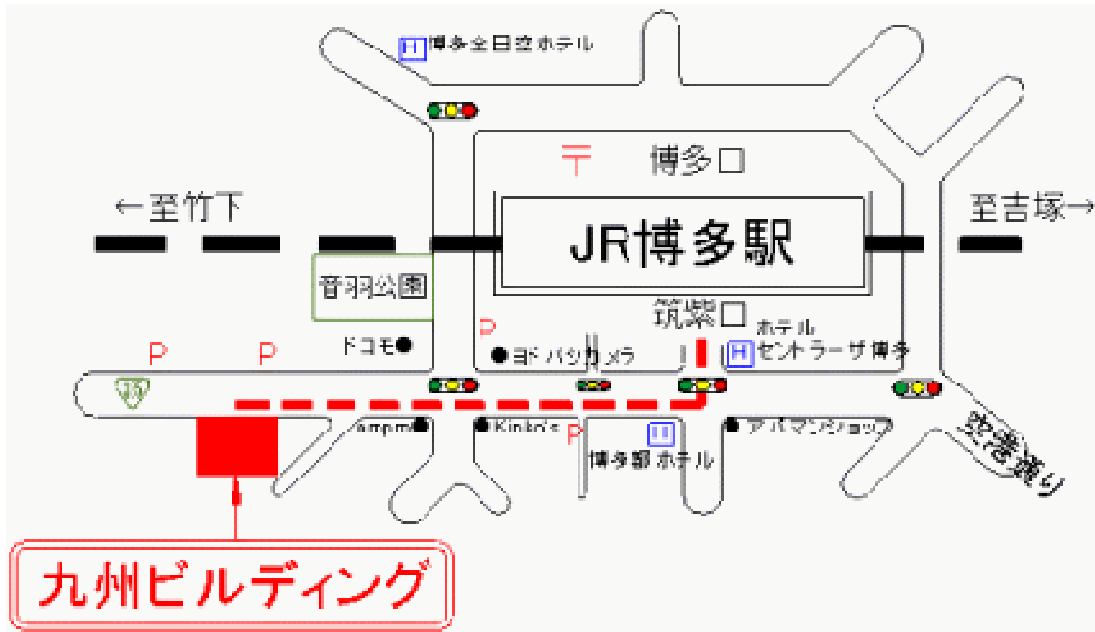 H 博多全日空ホテル
〒
博多口
←至竹下
至吉塚→
JR博多駅
音羽公園
筑紫口
ホテル
セントラーザ博多
H
P
ドコモ
ヨドバシカメラ
P
P
ampm
Kinko's
P
アパマンショップ
博多都ホテル
空港通り
九州ビルディング